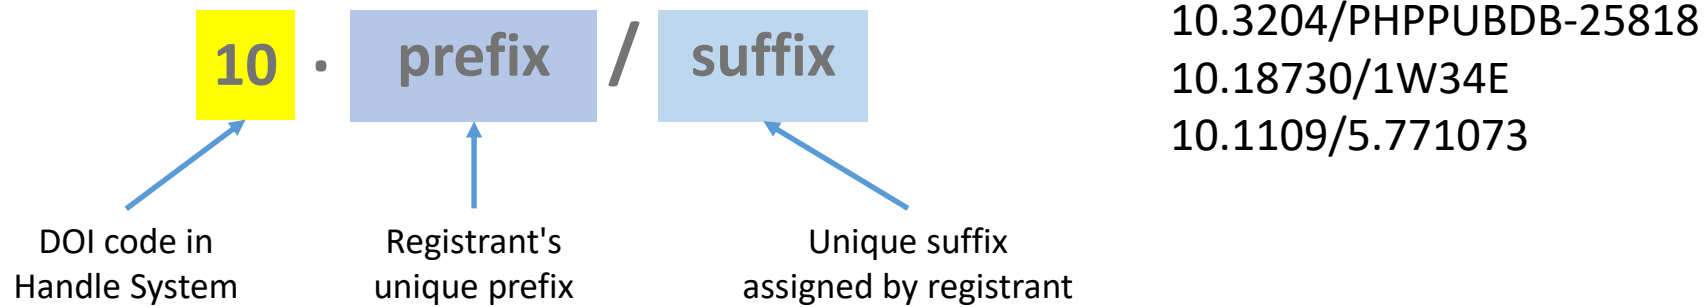 10 . prefix / suffix
DOI code in
Handle System
Registrant's
unique prefix
Unique suffix
assigned by registrant
10.3204/PHPPUBDB-25818
10.18730/1W34E
10.1109/5.771073